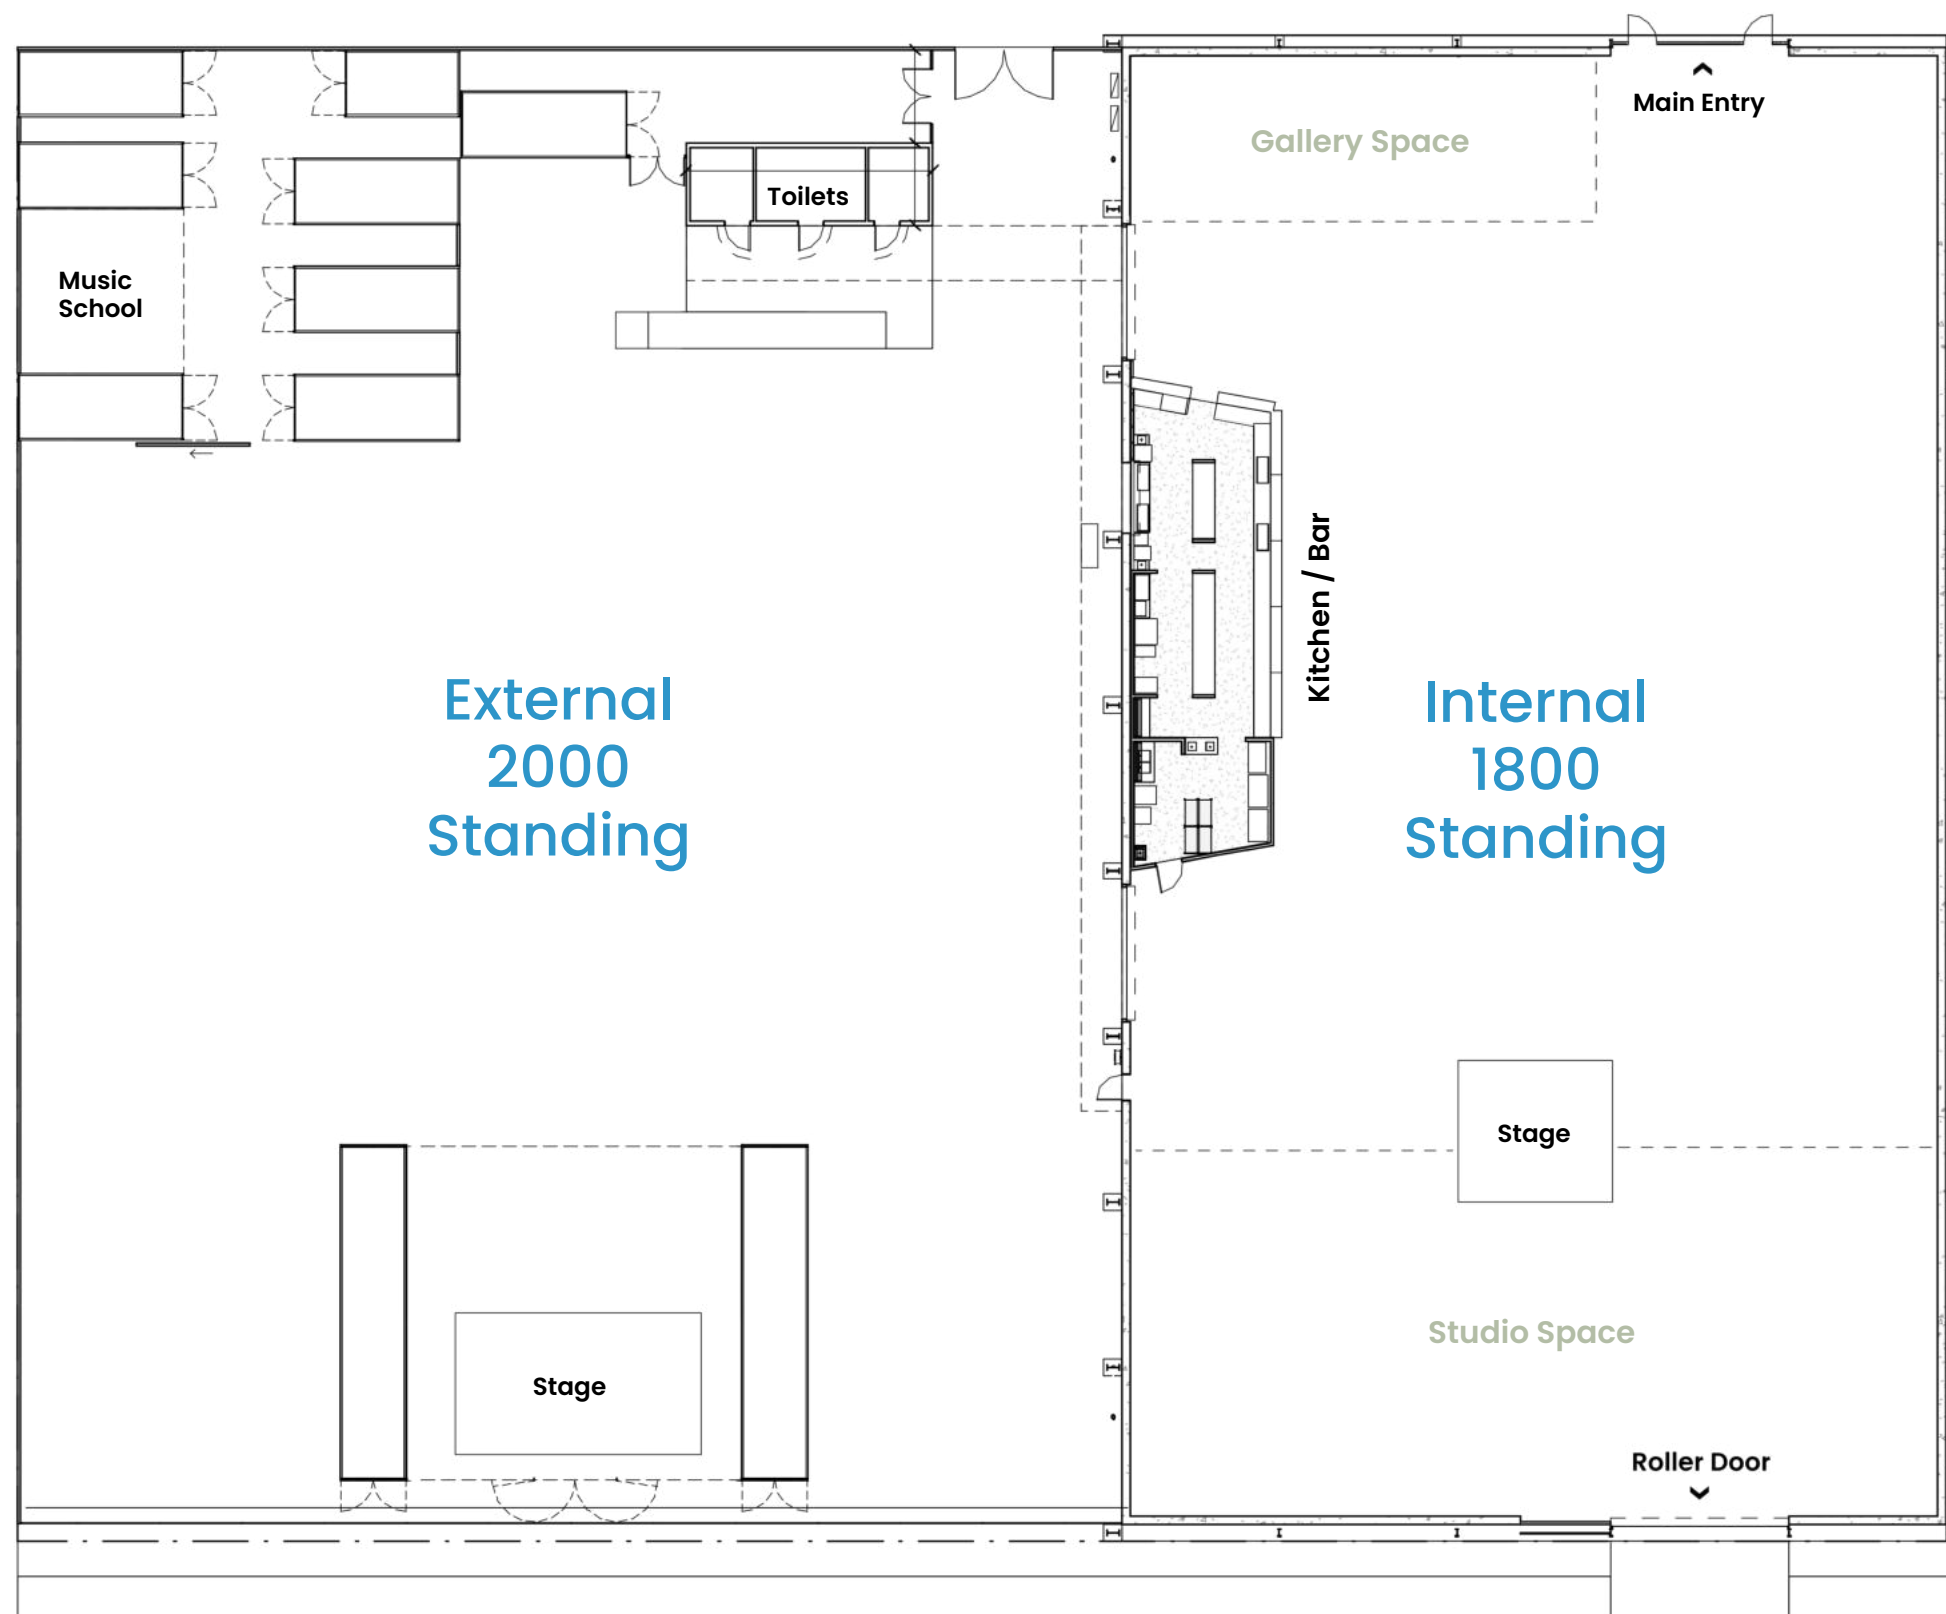 Main Entry
Gallery Space
Toilets
Music
School
Kitchen / Bar
External
2000
Standing
Internal
1800
Standing
Stage
Studio Space
Stage
Roller Door